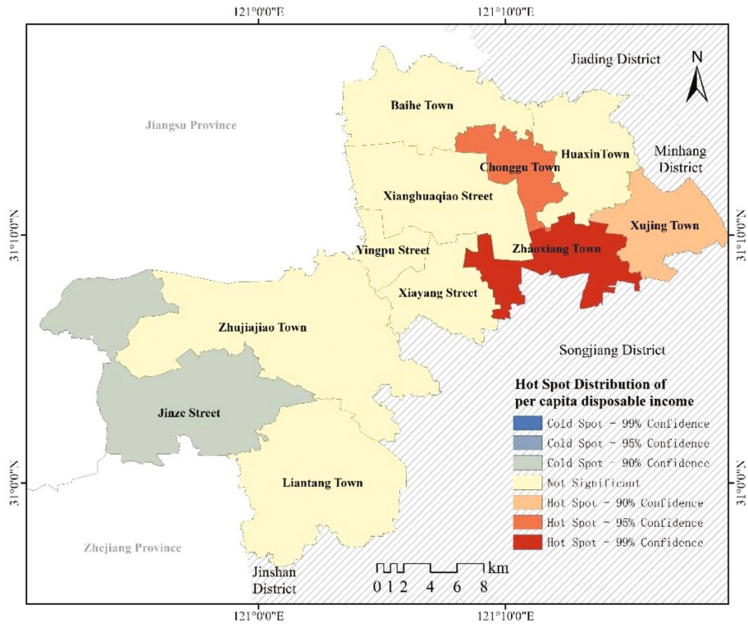 121°0'0"E
121°10'0"E
Jiading District
N
Baihe Town
Jiangsu Province
HuaxinTown
Minhang
District
Chonggu Town
Xianghuaqiao Street
31°10'0"N
31°10'0"N
Xujing Town
Yingpu Street
Zhaoxiang Town
Xiayang Street
Zhujiajiao Town
Songjiang District
Hot Spot Distribution of
per capita disposable income
Jinze Street
Cold Spot - 99% Confidence
Cold Spot - 95% Confidence
Cold Spot - 90% Confidence
31°0'0"N
31°0'0"N
Liantang Town
Not Significant
Hot Spot - 90% Confidence
Hot Spot - 95% Confidence
Hot Spot - 99% Confidence
Zhejiang Province
Jinshan
District
km
0 1 2 4 6 8
121°0'0"E
121°10'0"E